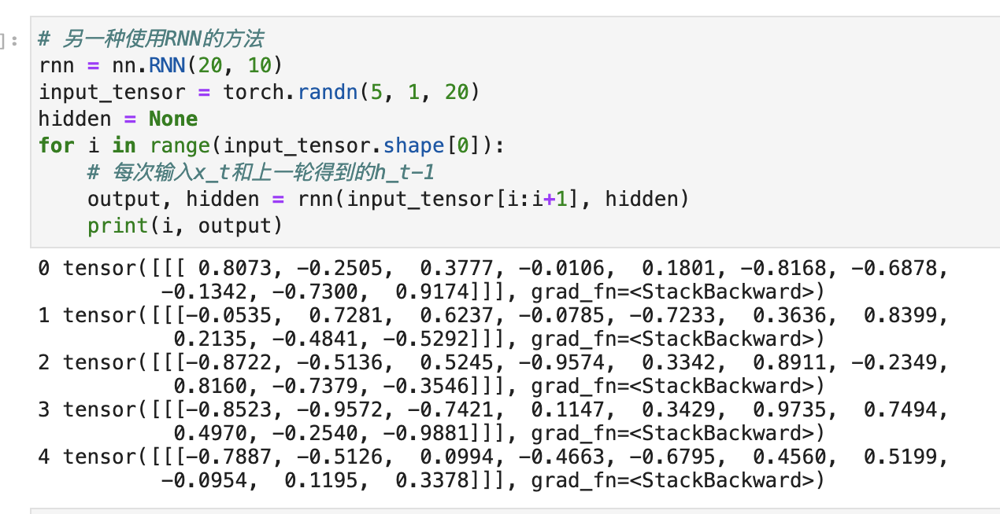 ]:
# 另一种使用RNN的方法
rnn = nn.RNN(20, 10)
input_tensor = torch.randn(5, 1, 20)
hidden = None
for i in range(input_tensor.shape[0]):
    # 每次输入x_t和上一轮得到的h_t-1
    output, hidden = rnn(input_tensor[i:i+1], hidden)
    print(i, output)
0 tensor([[[ 0.8073, -0.2505,  0.3777, -0.0106,  0.1801, -0.8168, -0.6878,
          -0.1342, -0.7300,  0.9174]]], grad_fn=<StackBackward>)
1 tensor([[[-0.0535,  0.7281,  0.6237, -0.0785, -0.7233,  0.3636,  0.8399,
           0.2135, -0.4841, -0.5292]]], grad_fn=<StackBackward>)
2 tensor([[[-0.8722, -0.5136,  0.5245, -0.9574,  0.3342,  0.8911, -0.2349,
           0.8160, -0.7379, -0.3546]]], grad_fn=<StackBackward>)
3 tensor([[[-0.8523, -0.9572, -0.7421,  0.1147,  0.3429,  0.9735,  0.7494,
           0.4970, -0.2540, -0.9881]]], grad_fn=<StackBackward>)
4 tensor([[[-0.7887, -0.5126,  0.0994, -0.4663, -0.6795,  0.4560,  0.5199,
          -0.0954,  0.1195,  0.3378]]], grad_fn=<StackBackward>)